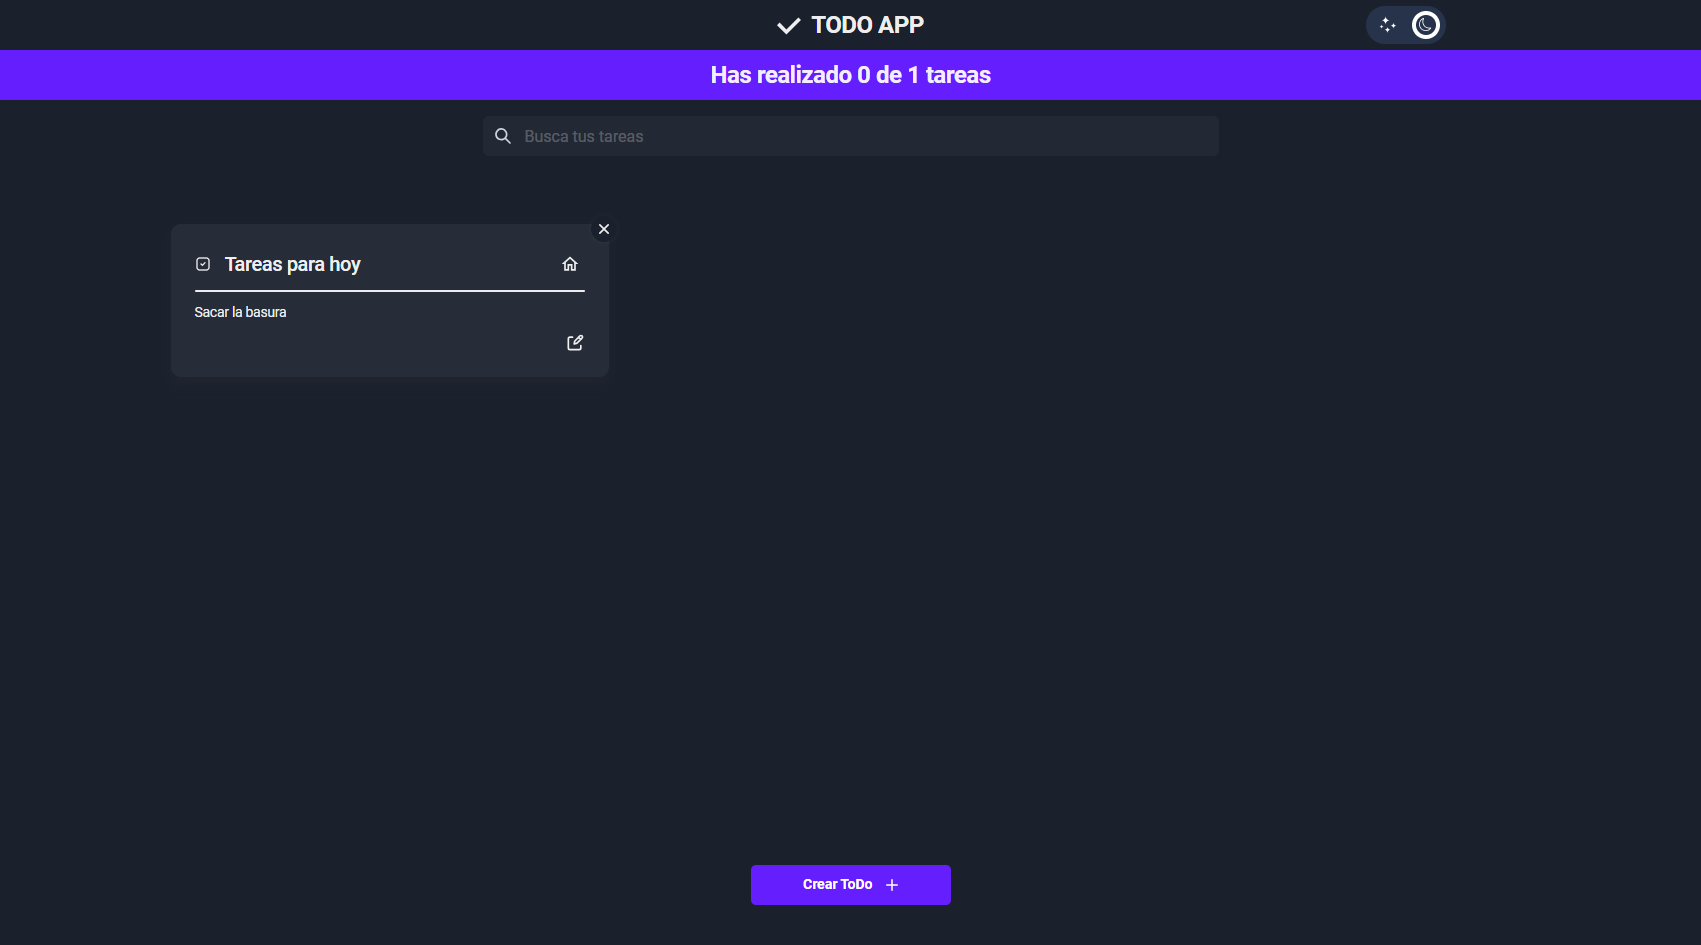 TODO APP
Has realizado 0 de 1 tareas
Busca tus tareas
Tareas para hoy
Sacar la basura
Crear ToDo